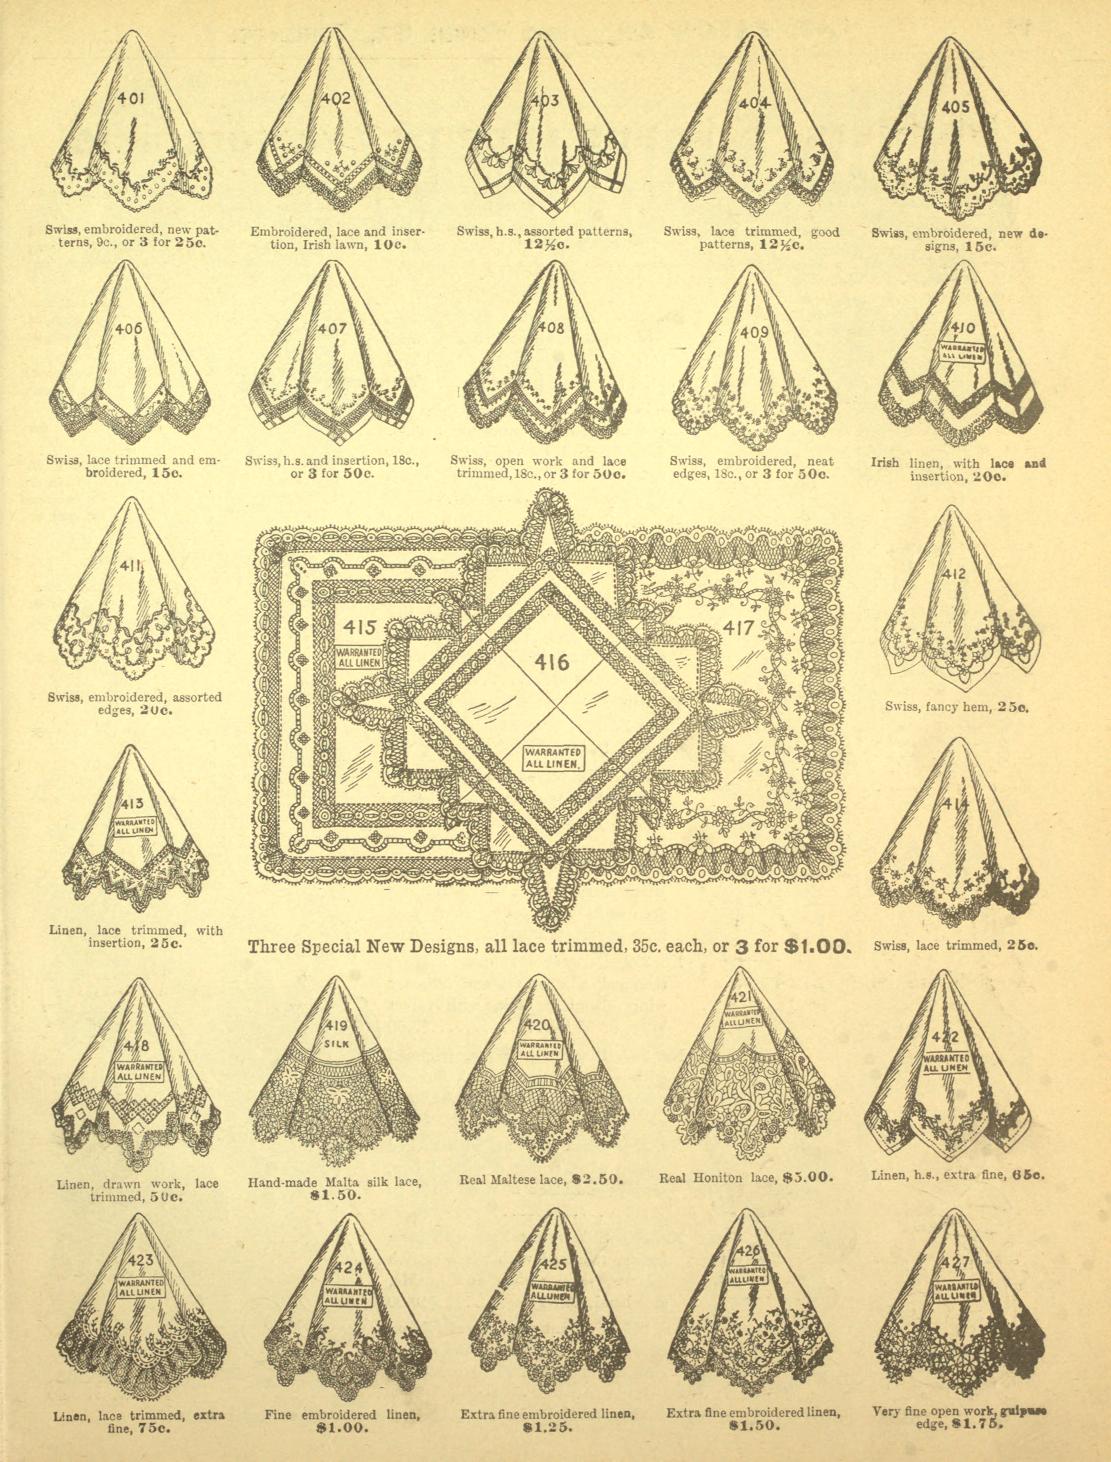 401
Swiss, embroidered, new pat-
terns, 9c., or 3 for 25c.
402
Embroidered, lace and inser-
tion, Irish lawn, 10c.
403
Swiss, h.s., assorted patterns,
12½c.
404
Swiss, lace trimmed, good
patterns, 12½c.
405
Swiss, embroidered, new de-
signs, 15c.
406
Swiss, lace trimmed and em-
broidered, 15c.
407
Swiss, h.s. and insertion, 18c.,
or 3 for 50c.
408
Swiss, open work and lace
trimmed, 18c., or 3 for 50c.
409
Swiss, embroidered, neat
edges, 18c., or 3 for 50c.
410
WARRANTED
ALL LINEN
Irish linen, with lace and
insertion, 20c.
411
Swiss, embroidered, assorted
edges, 20c.
412
Swiss, fancy hem, 25c.
413
WARRANTED
ALL LINEN
Linen, lace trimmed, with
insertion, 25c.
414
Swiss, lace trimmed, 25c.
415
WARRANTED
ALL LINEN
416
WARRANTED
ALL LINEN.
417
Three Special New Designs, all lace trimmed, 35c. each, or 3 for $1.00.
418
WARRANTED
ALL LINEN
Linen, drawn work, lace
trimmed, 50c.
419
SILK
Hand-made Malta silk lace,
$1.50.
420
WARRANTED
ALL LINEN
Real Maltese lace, $2.50.
421
WARRANTED
ALL LINEN
Real Honiton lace, $5.00.
422
WARRANTED
ALL LINEN
Linen, h.s., extra fine, 65c.
423
WARRANTED
ALL LINEN
Linen, lace trimmed, extra
fine, 75c.
424
WARRANTED
ALL LINEN
Fine embroidered linen,
$1.00.
425
WARRANTED
ALL LINEN
Extra fine embroidered linen,
$1.25.
426
WARRANTED
ALL LINEN
Extra fine embroidered linen,
$1.50.
427
WARRANTED
ALL LINEN
Very fine open work, guipuse
edge, $1.75.